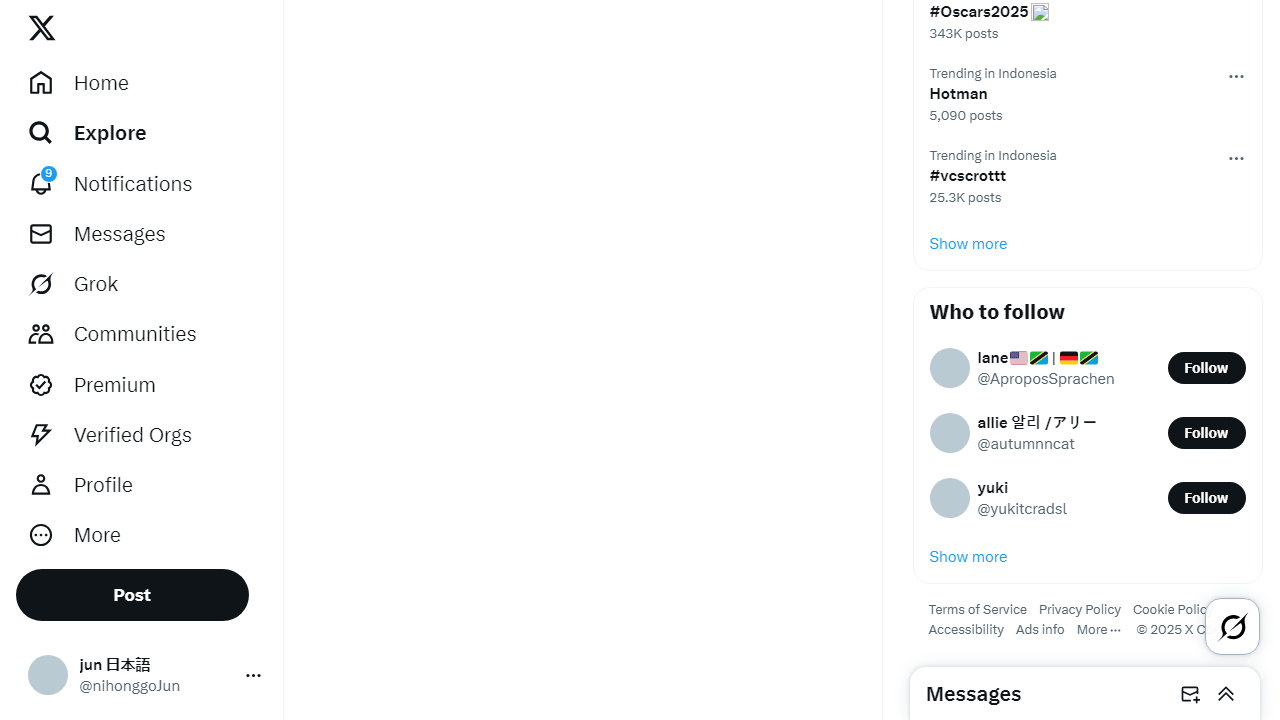 Home
Explore
9
Notifications
Messages
Grok
Communities
Premium
Verified Orgs
Profile
More
Post
jun 日本語
@nihonggoJun
#Oscars2025
343K posts
Trending in Indonesia
Hotman
5,090 posts
Trending in Indonesia
#vcscrottt
25.3K posts
Show more
Who to follow
lane🇺🇸🇹🇿 | 🇩🇪🇹🇿
@AproposSprachen
Follow
allie 알리 /アリー
@autumnncat
Follow
yuki
@yukitcradsl
Follow
Show more
Terms of Service Privacy Policy Cookie
Accessibility Ads info More ··· © 2025 X
Messages